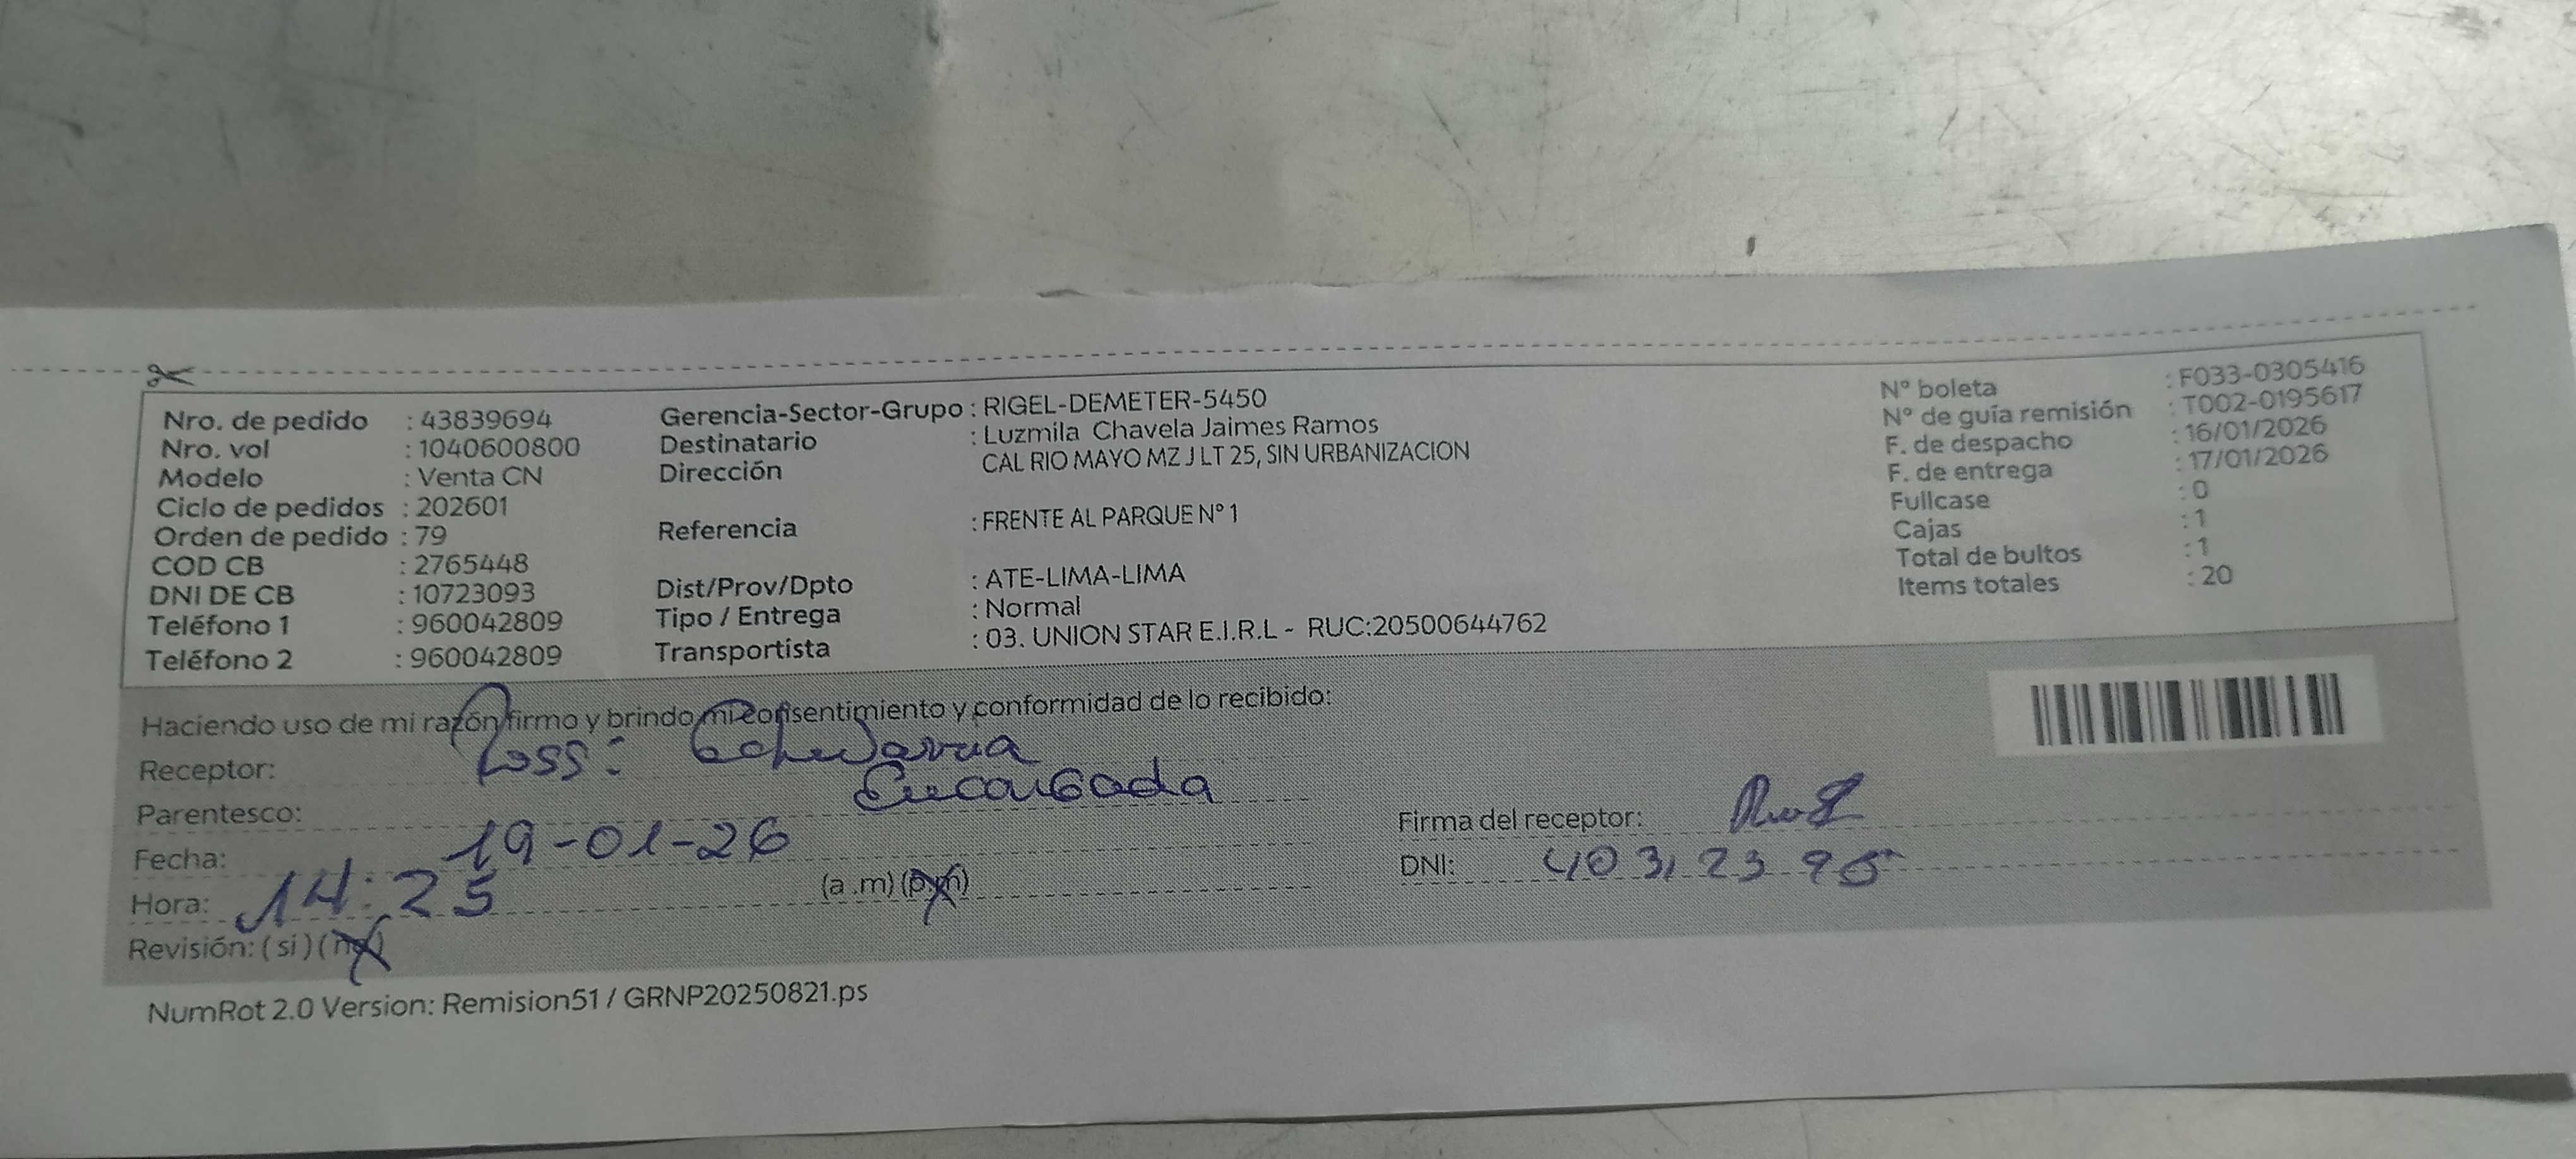 Nro. de pedido : 43839694
Nro. vol : 1040600800
Modelo : Venta CN
Ciclo de pedidos : 202601
Orden de pedido : 79
COD CB : 2765448
DNI DE CB : 10723093
Teléfono 1 : 960042809
Teléfono 2 : 960042809
Gerencia-Sector-Grupo : RIGEL-DEMETER-5450
Destinatario : Luzmila Chavela Jaimes Ramos
Dirección CAL RIO MAYO MZ J LT 25, SIN URBANIZACION
Referencia : FRENTE AL PARQUE N° 1
Dist/Prov/Dpto : ATE-LIMA-LIMA
Tipo / Entrega : Normal
Transportista : 03. UNION STAR E.I.R.L - RUC:20500644762
N° boleta : F033-0305416
N° de guía remisión : T002-0195617
F. de despacho : 16/01/2026
F. de entrega : 17/01/2026
Fullcase : 0
Cajas : 1
Total de bultos : 1
Items totales : 20
Haciendo uso de mi razón firmo y brindo mi consentimiento y conformidad de lo recibido:
Receptor: Ross: Echevarria
Parentesco: Encargada
Fecha: 19-01-26
Hora: 14:25 (a .m) (p.m)
Revisión: ( si ) ( no )
Firma del receptor:
DNI: 40312395
NumRot 2.0 Version: Remision51 / GRNP20250821.ps